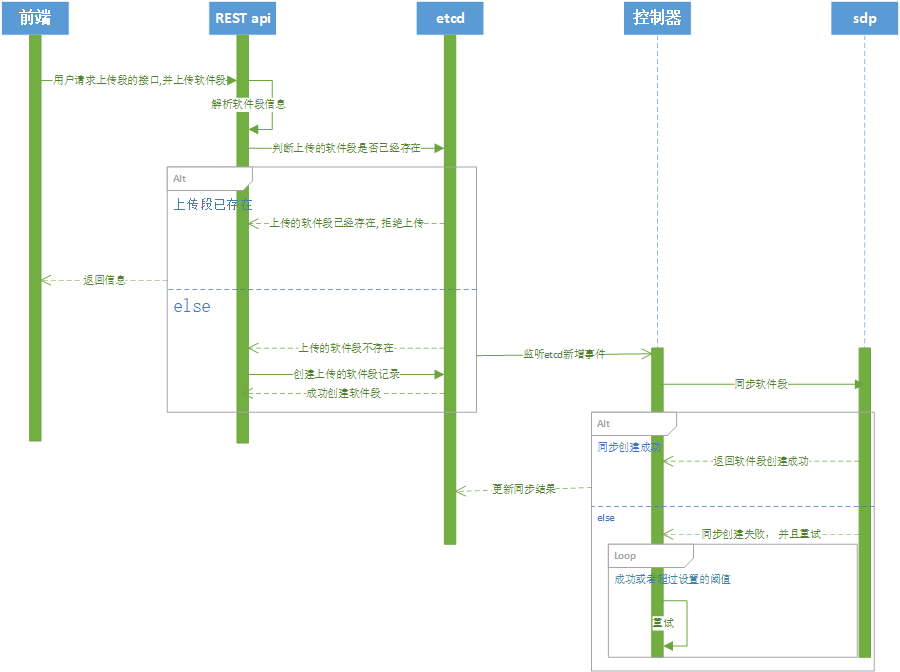 前端
REST api
etcd
控制器
sdp
用户请求上传段的接口,并上传软件段
解析软件段信息
判断上传的软件段是否已经存在
Alt
上传段已存在
上传的软件段已经存在, 拒绝上传
返回信息
else
上传的软件段不存在
监听etcd新增事件
创建上传的软件段记录
同步软件段
成功创建软件段
Alt
同步创建成功
返回软件段创建成功
更新同步结果
else
同步创建失败， 并且重试
Loop
成功或者超过设置的阈值
重试